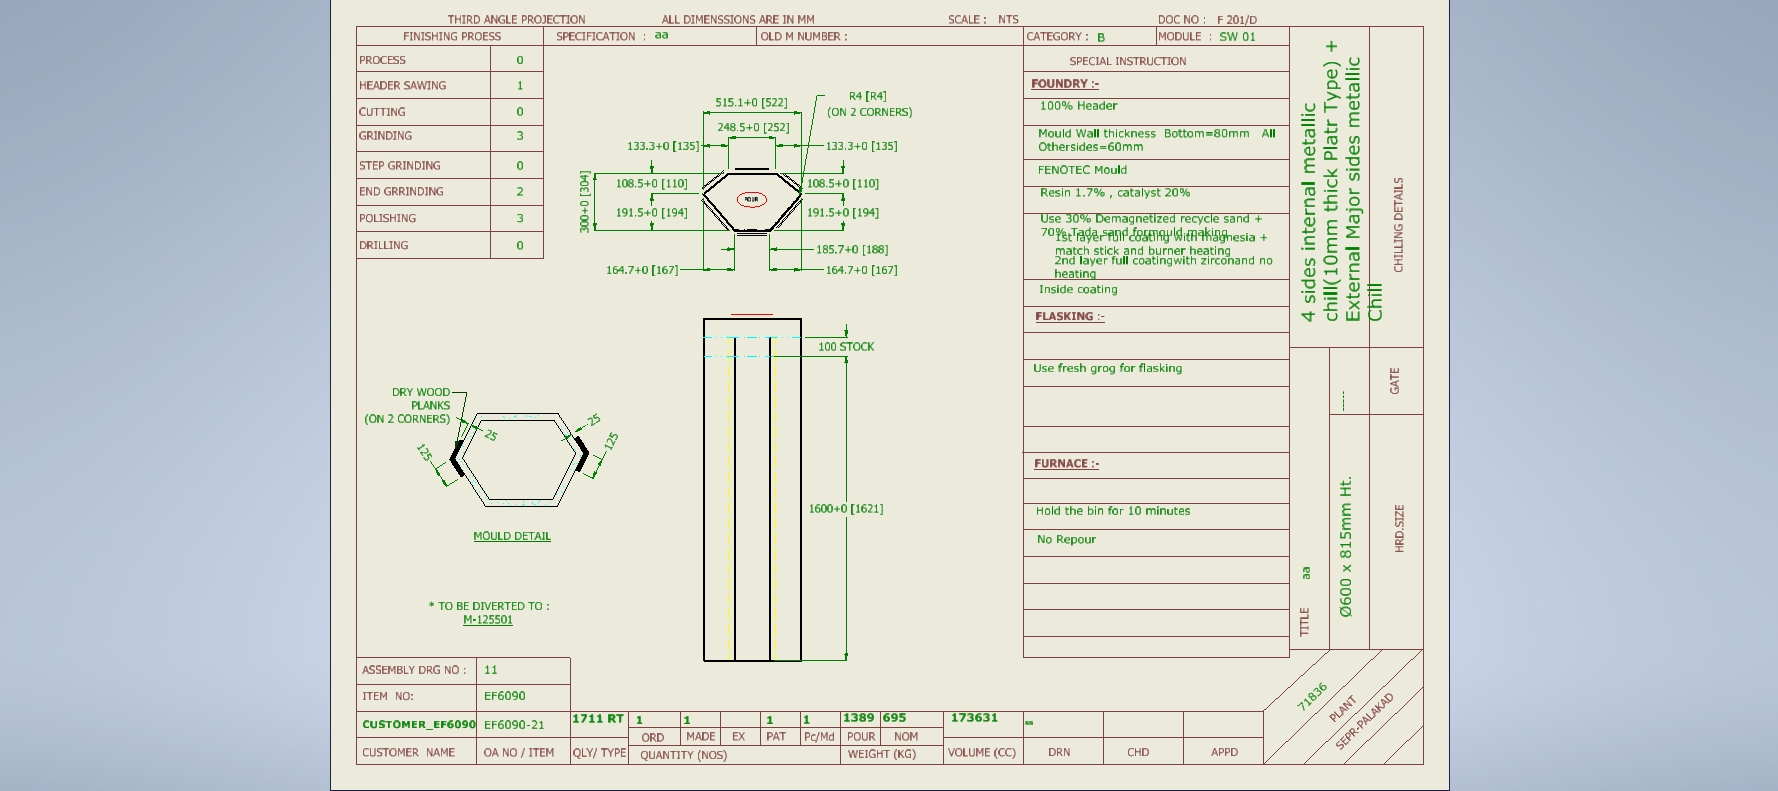 THIRD ANGLE PROJECTION
ALL DIMENSSIONS ARE IN MM
SCALE : NTS
DOC NO : F 201/D
FINISHING PROESS
SPECIFICATION : aa
OLD M NUMBER :
CATEGORY : B
MODULE : SW 01
PROCESS 0
HEADER SAWING 1
CUTTING 0
GRINDING 3
STEP GRINDING 0
END GRRINDING 2
POLISHING 3
DRILLING 0
515.1+0 [522]
R4 [R4]
(ON 2 CORNERS)
248.5+0 [252]
133.3+0 [135]
133.3+0 [135]
300+0 [304]
108.5+0 [110]
108.5+0 [110]
POUR
191.5+0 [194]
191.5+0 [194]
185.7+0 [188]
164.7+0 [167]
164.7+0 [167]
100 STOCK
1600+0 [1621]
DRY WOOD
PLANKS
(ON 2 CORNERS)
25
25
125
125
MOULD DETAIL
* TO BE DIVERTED TO :
M-125501
SPECIAL INSTRUCTION
FOUNDRY :-
100% Header
Mould Wall thickness Bottom=80mm All
Othersides=60mm
FENOTEC Mould
Resin 1.7% , catalyst 20%
Use 30% Demagnetized recycle sand +
70% Tada sand formould making
1st layer full coating with magnesia +
match stick and burner heating
2nd layer full coatingwith zirconand no
heating
Inside coating
FLASKING :-
Use fresh grog for flasking
FURNACE :-
Hold the bin for 10 minutes
No Repour
4 sides internal metallic
chill(10mm thick Platr Type) +
External Major sides metallic
Chill
CHILLING DETAILS
-----
GATE
TITLE aa
Ø600 x 815mm Ht.
HRD.SIZE
71836
PLANT
SEPR-PALAKAD
ASSEMBLY DRG NO : 11
ITEM NO: EF6090
CUSTOMER_EF6090 EF6090-21
CUSTOMER NAME OA NO / ITEM
1711 RT 1 1 1 1 1389 695 173631
ORD MADE EX PAT Pc/Md POUR NOM
QLY/ TYPE QUANTITY (NOS) WEIGHT (KG) VOLUME (CC) DRN CHD APPD